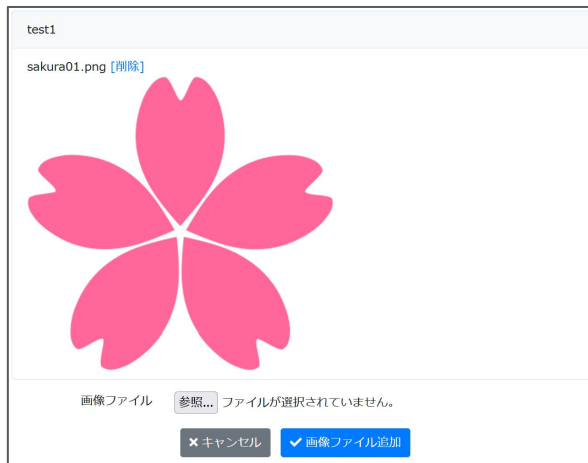 test1
sakura01.png [削除]
画像ファイル 参照... ファイルが選択されていません。
×キャンセル ✔画像ファイル追加